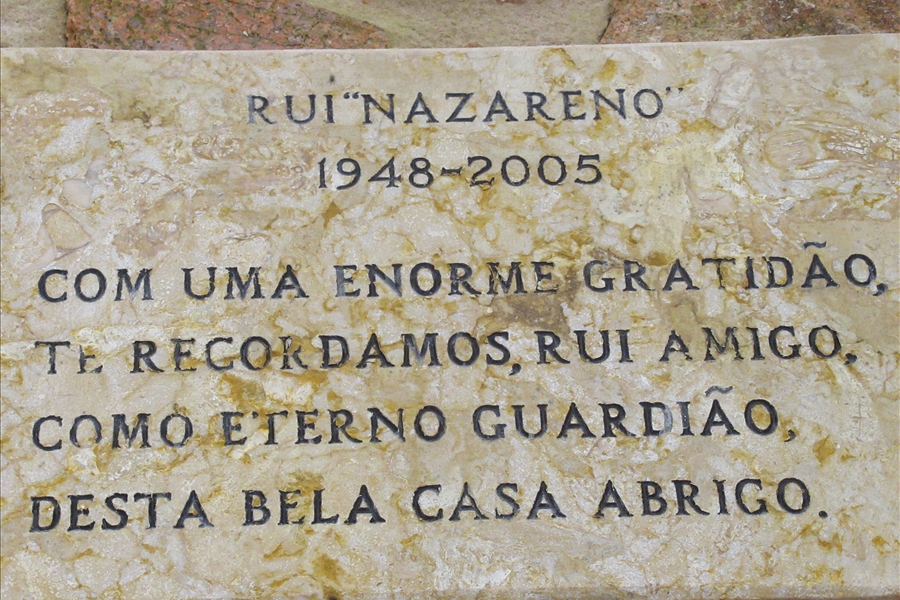 RUI "NAZARENO"
1948-2005
COM UMA ENORME GRATIDÃO,
TE RECORDAMOS, RUI AMIGO,
COMO ETERNO GUARDIÃO,
DESTA BELA CASA ABRIGO.